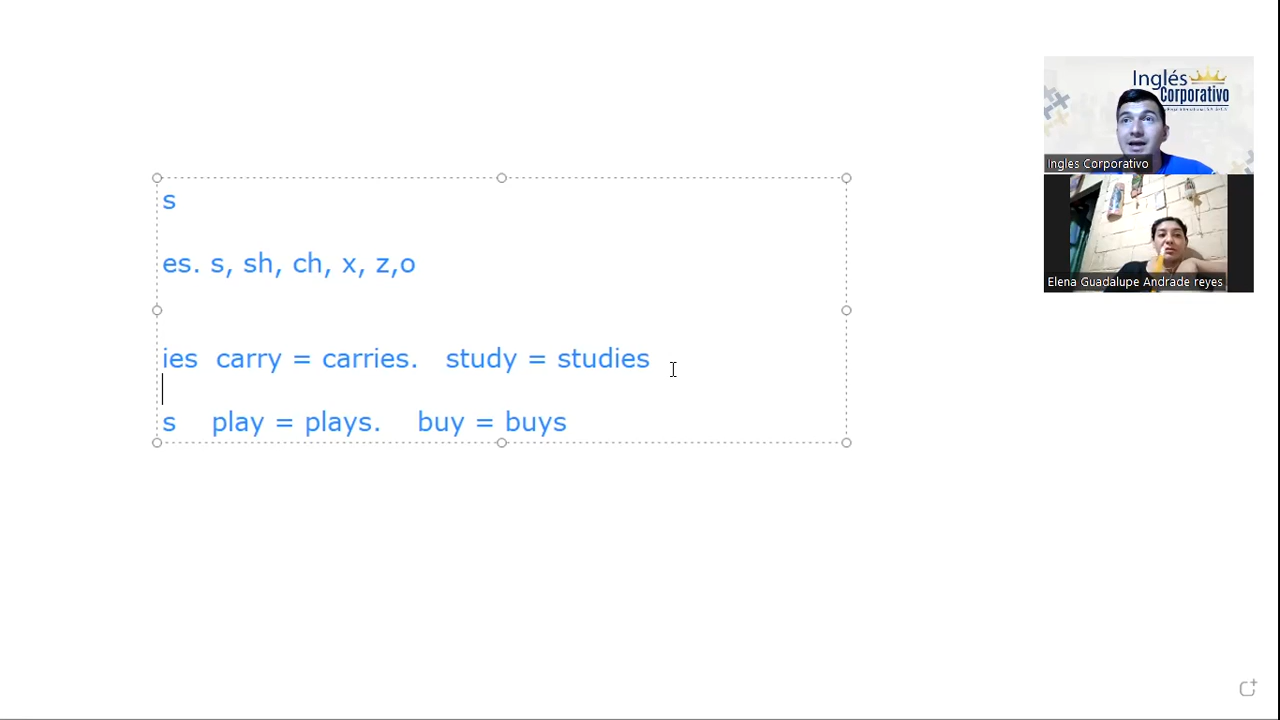 s
es. s, sh, ch, x, z,o
ies  carry = carries.   study = studies
s    play = plays.    buy = buys
Inglés
Corporativo
Ingles Corporativo
Elena Guadalupe Andrade reyes